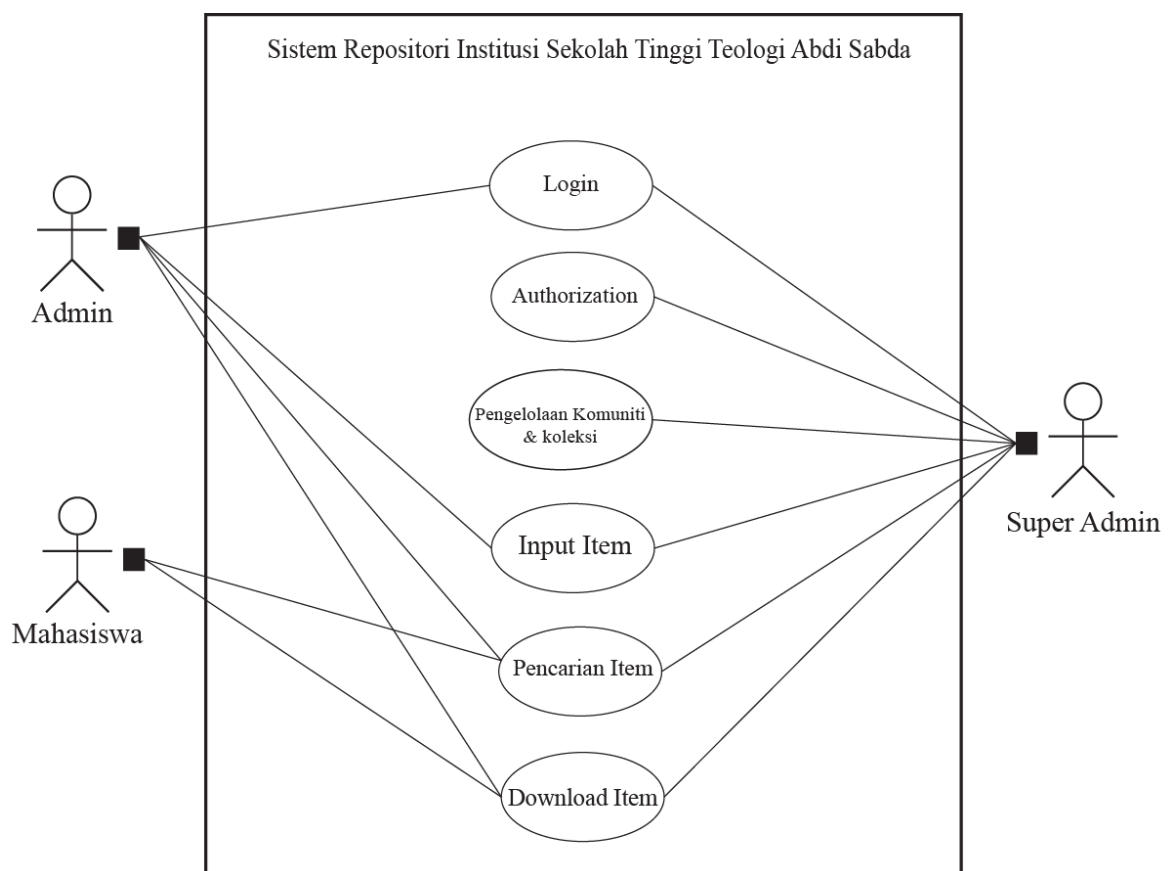 Sistem Repositori Institusi Sekolah Tinggi Teologi Abdi Sabda
Login
Admin
Authorization
Pengelolaan Komuniti
& koleksi
Super Admin
Input Item
Mahasiswa
Pencarian Item
Download Item